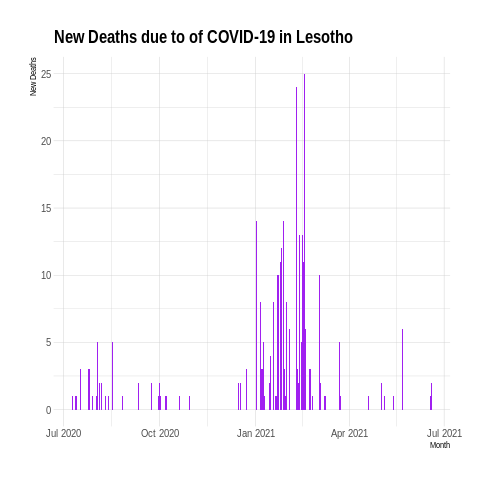 New Deaths due to of COVID-19 in Lesotho
New Deaths
25
20
15
10
5
0
Jul 2020 Oct 2020 Jan 2021 Apr 2021 Jul 2021
Month